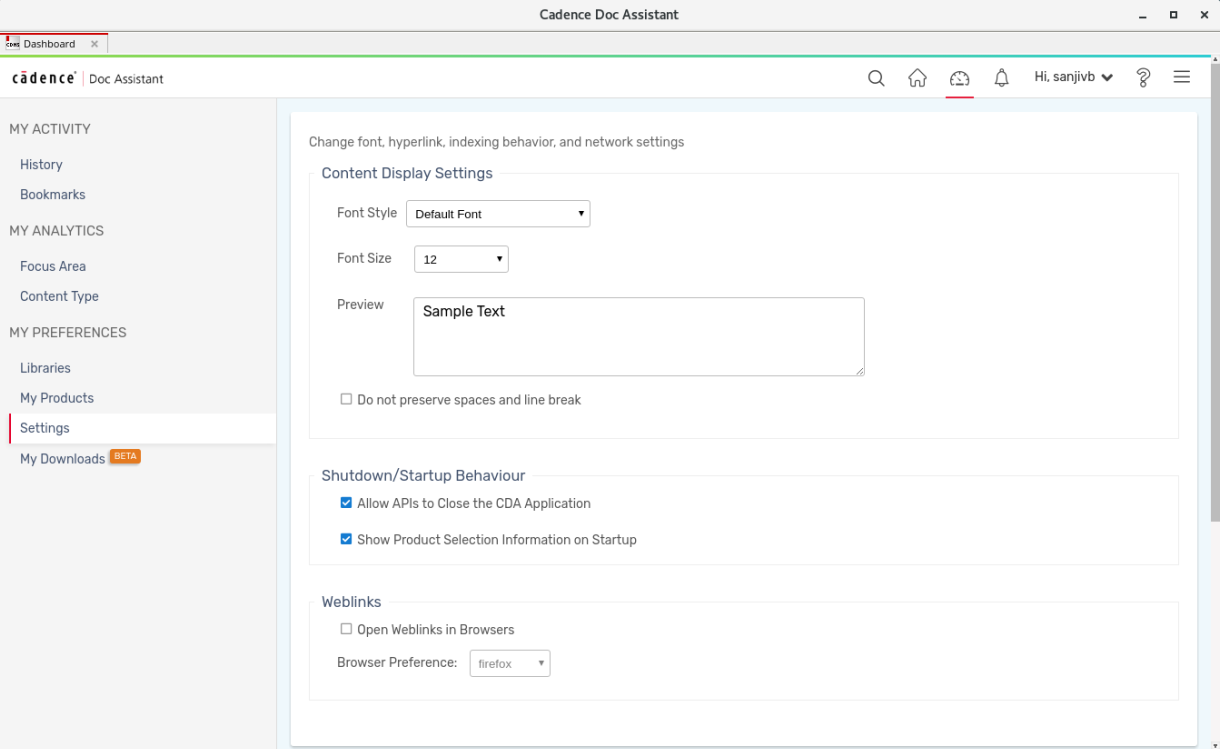 Cadence Doc Assistant
Dashboard
cādence Doc Assistant
Hi, sanjivb
MY ACTIVITY
History
Bookmarks
MY ANALYTICS
Focus Area
Content Type
MY PREFERENCES
Libraries
My Products
Settings
My Downloads BETA
Change font, hyperlink, indexing behavior, and network settings
Content Display Settings
Font Style Default Font
Font Size 12
Preview Sample Text
Do not preserve spaces and line break
Shutdown/Startup Behaviour
Allow APIs to Close the CDA Application
Show Product Selection Information on Startup
Weblinks
Open Weblinks in Browsers
Browser Preference: firefox